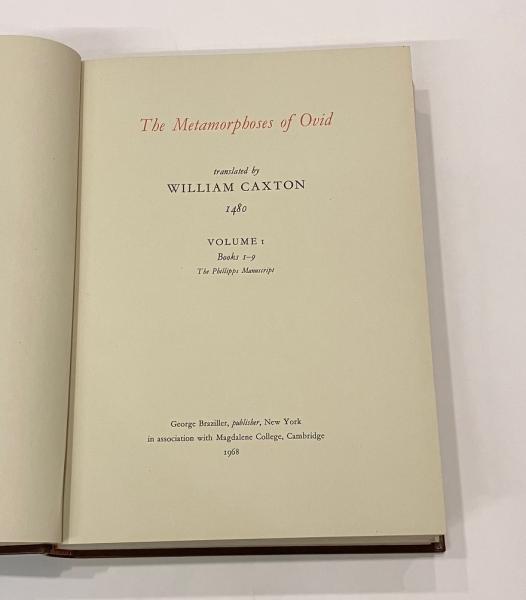 The Metamorphoses of Ovid
translated by
WILLIAM CAXTON
1480
VOLUME 1
Books 1–9
The Phillipps Manuscript
George Braziller, publisher, New York
in association with Magdalene College, Cambridge
1968